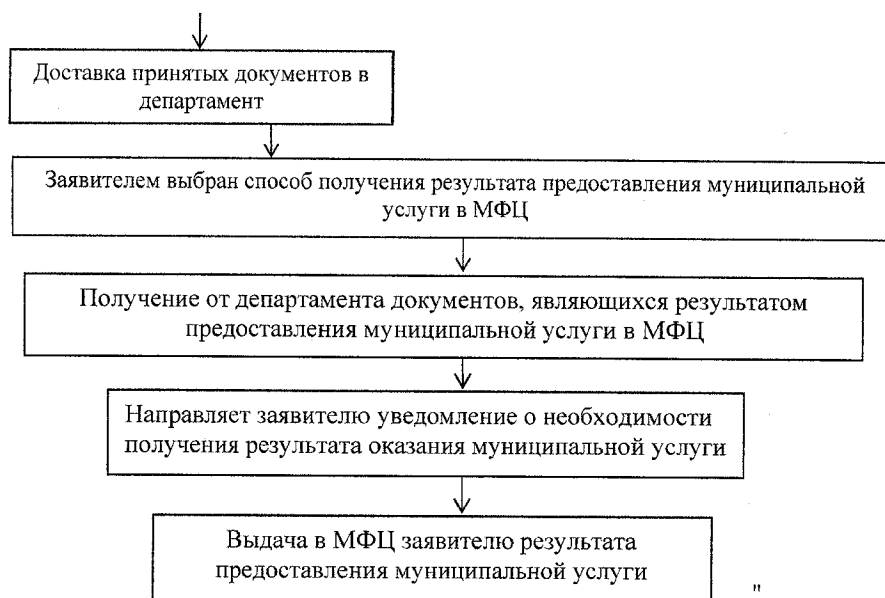 Доставка принятых документов в
департамент
Заявителем выбран способ получения результата предоставления муниципальной
услуги в МФЦ
Получение от департамента документов, являющихся результатом
предоставления муниципальной услуги в МФЦ
Направляет заявителю уведомление о необходимости
получения результата оказания муниципальной услуги
Выдача в МФЦ заявителю результата
предоставления муниципальной услуги
"